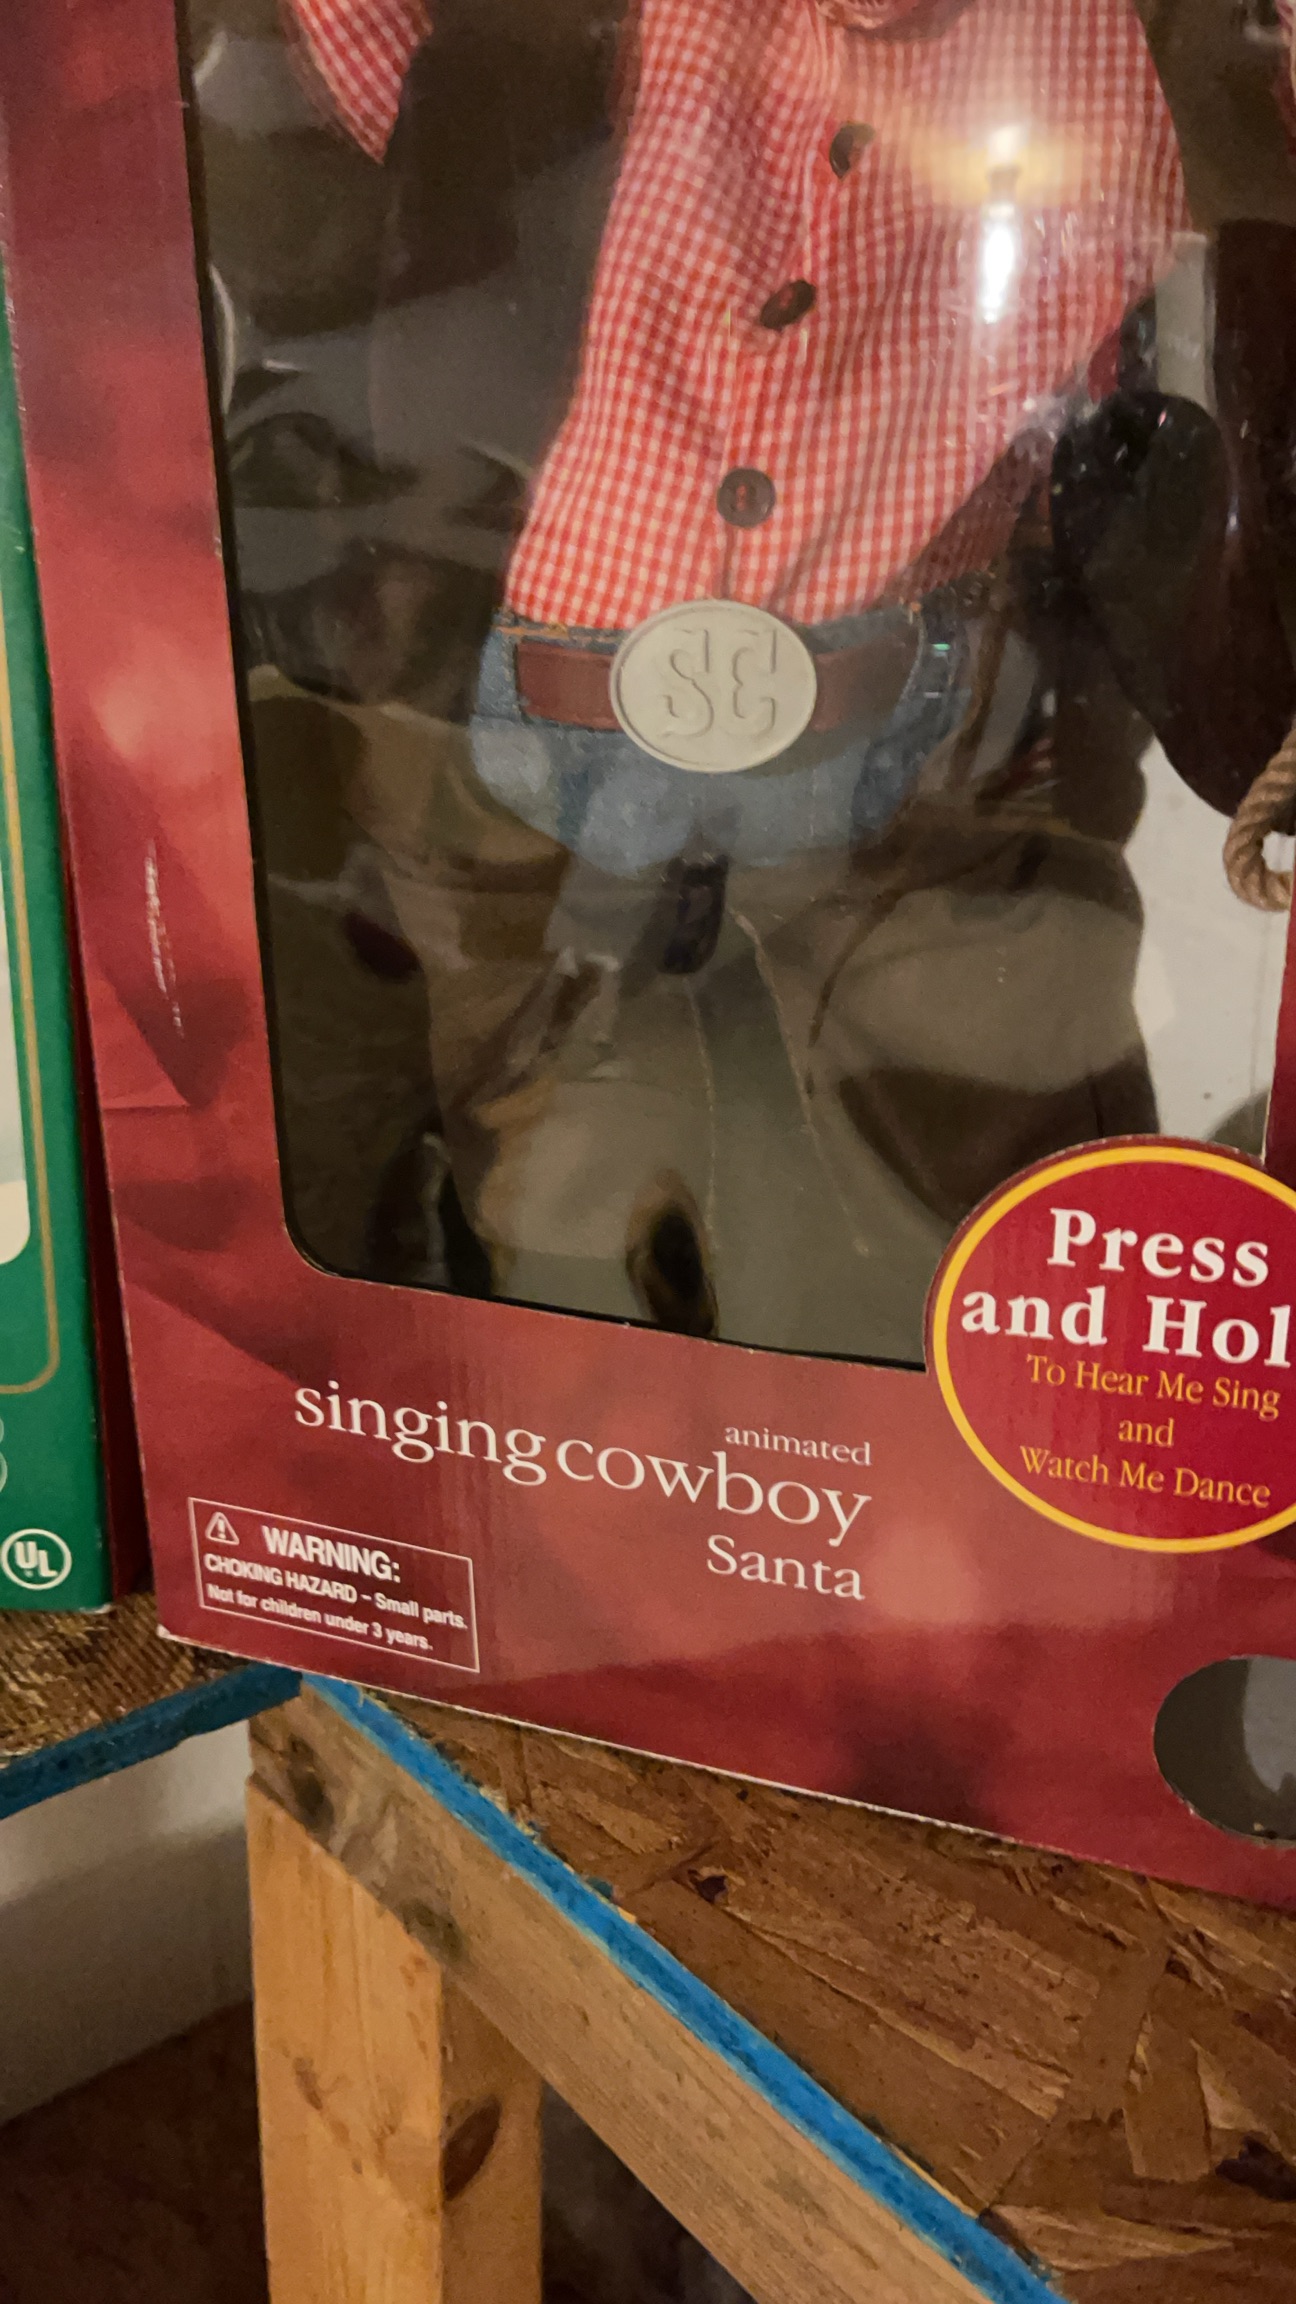 SC
Press
and Hol
To Hear Me Sing
and
Watch Me Dance
singing cowboy
animated
Santa
WARNING:
CHOKING HAZARD – Small parts.
Not for children under 3 years.
UL